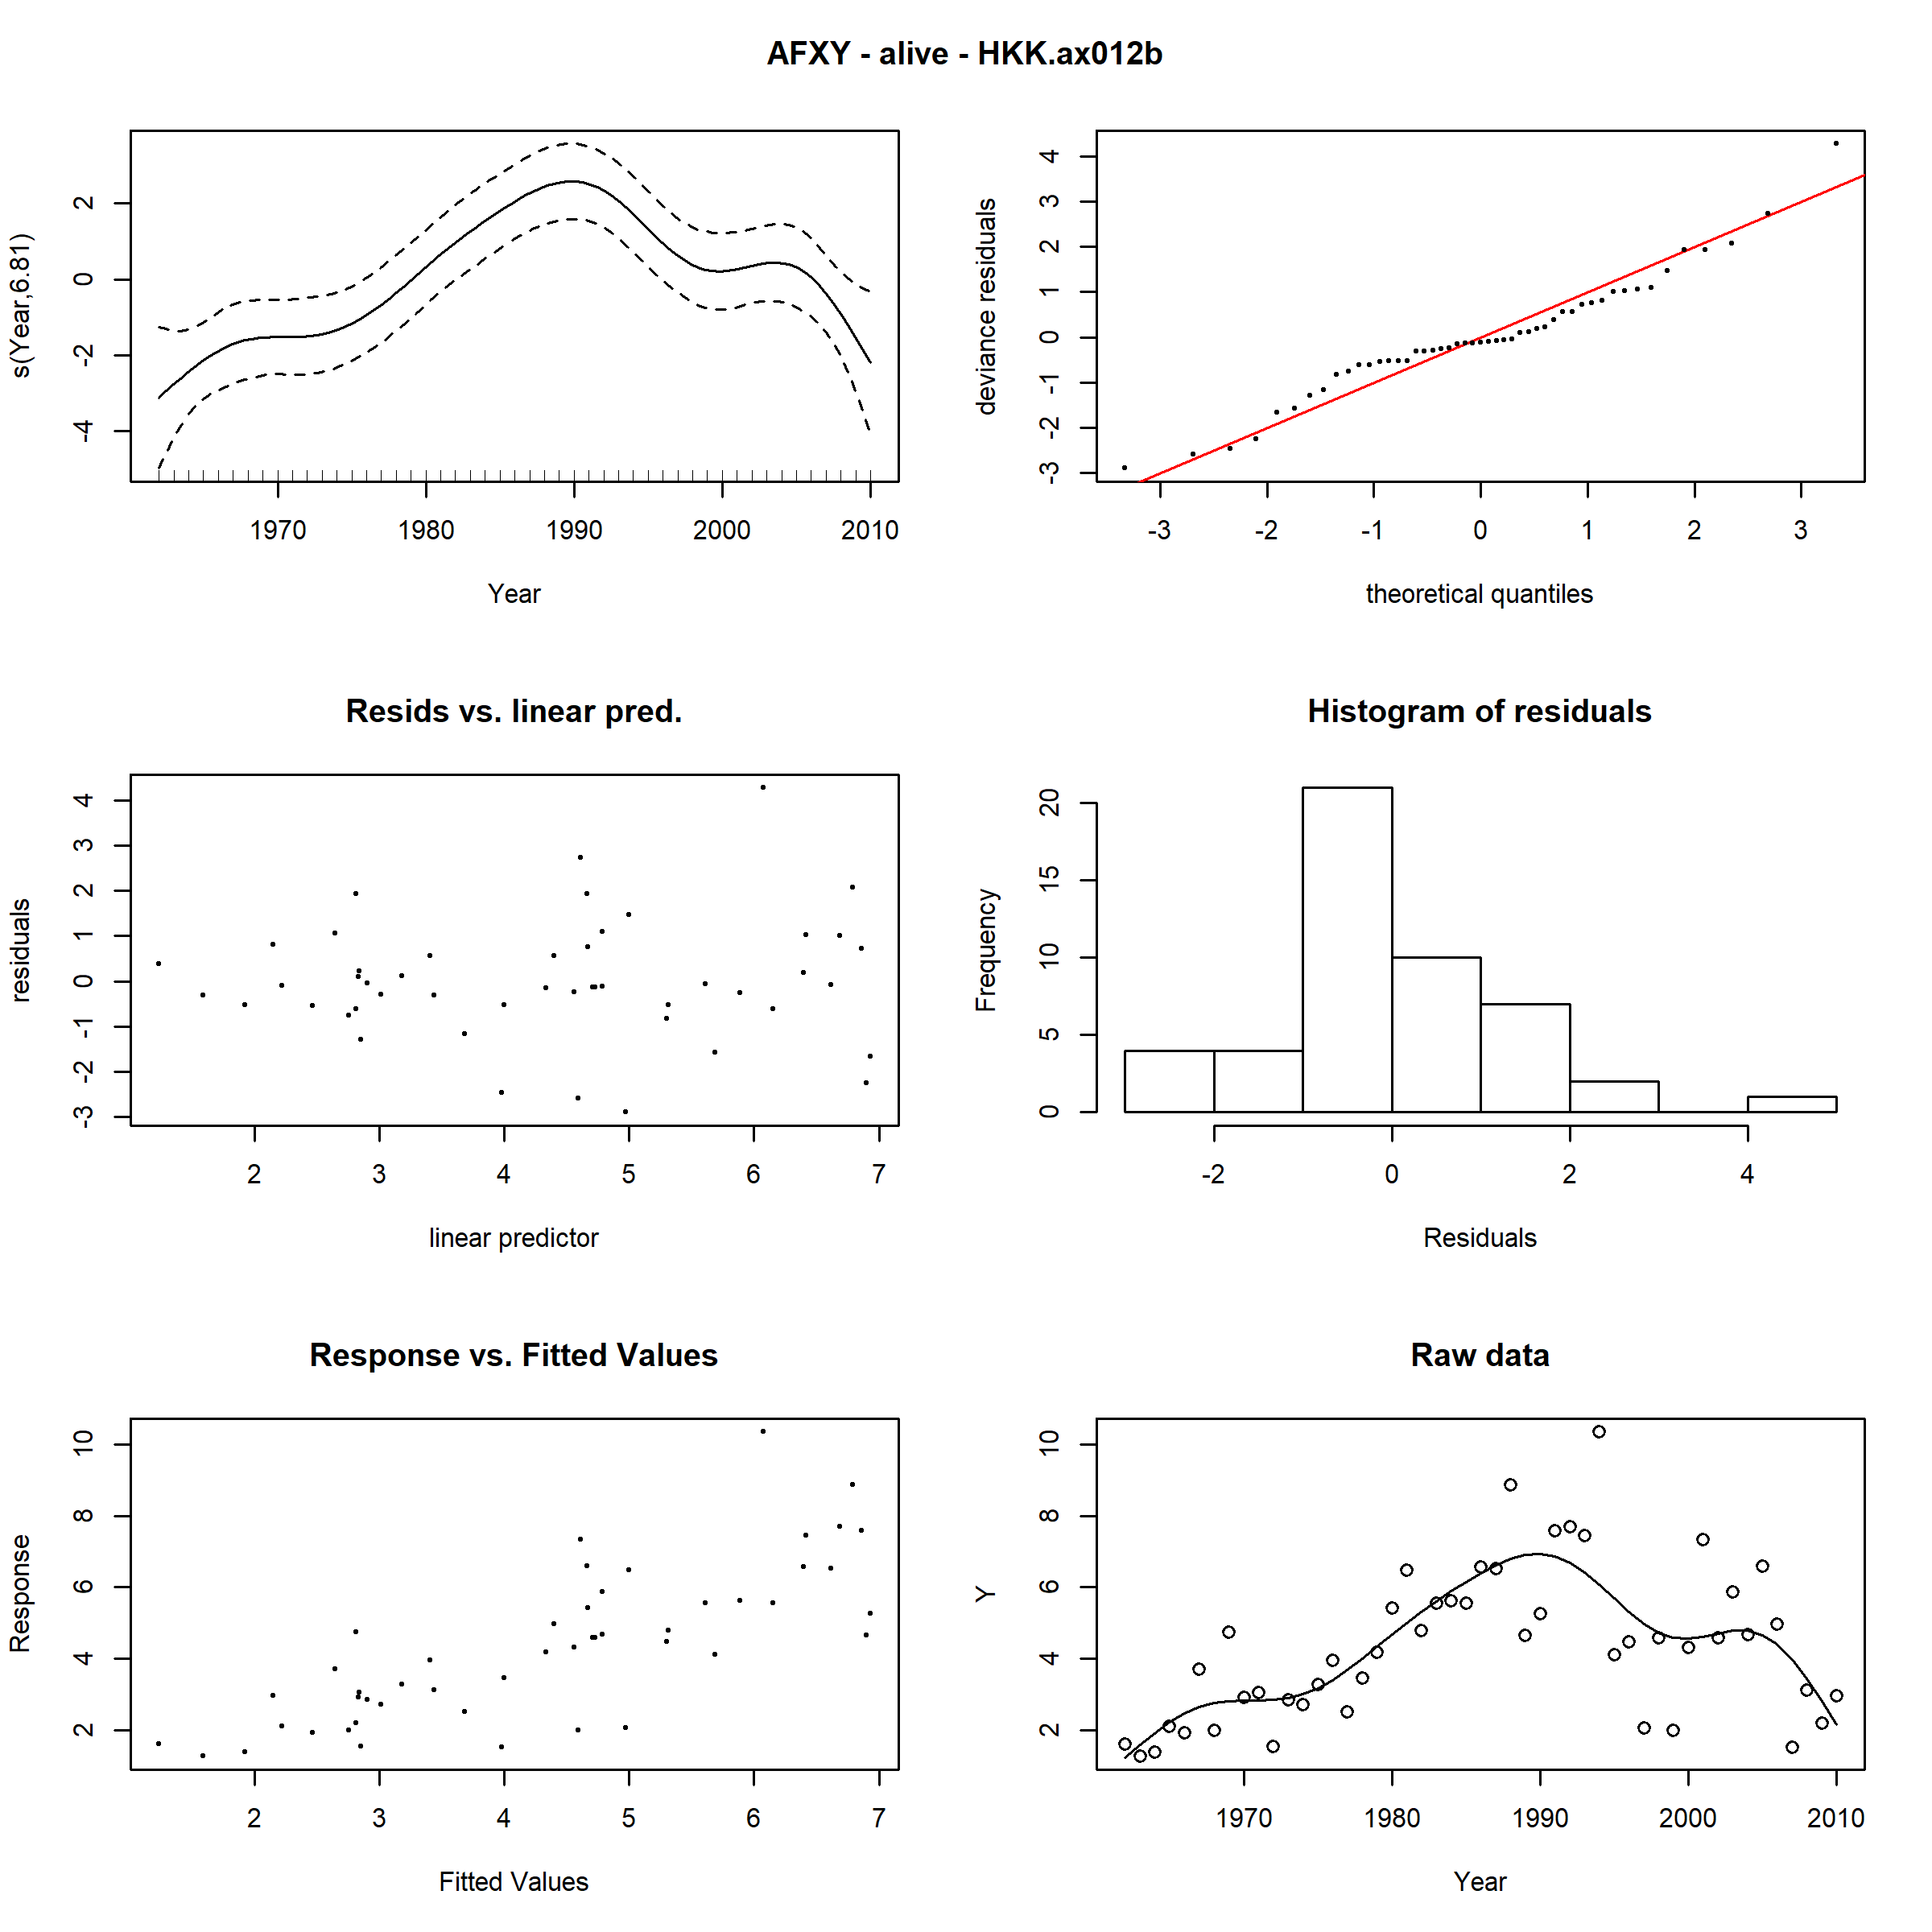 AFXY - alive - HKK.ax012b
s(Year,6.81)
2
0
-2
-4
1970 1980 1990 2000 2010
Year
deviance residuals
4
3
2
1
0
-1
-2
-3
-3 -2 -1 0 1 2 3
theoretical quantiles
Resids vs. linear pred.
residuals
4
3
2
1
0
-1
-2
-3
2 3 4 5 6 7
linear predictor
Histogram of residuals
Frequency
20
15
10
5
0
-2 0 2 4
Residuals
Response vs. Fitted Values
Response
10
8
6
4
2
2 3 4 5 6 7
Fitted Values
Raw data
Y
10
8
6
4
2
1970 1980 1990 2000 2010
Year